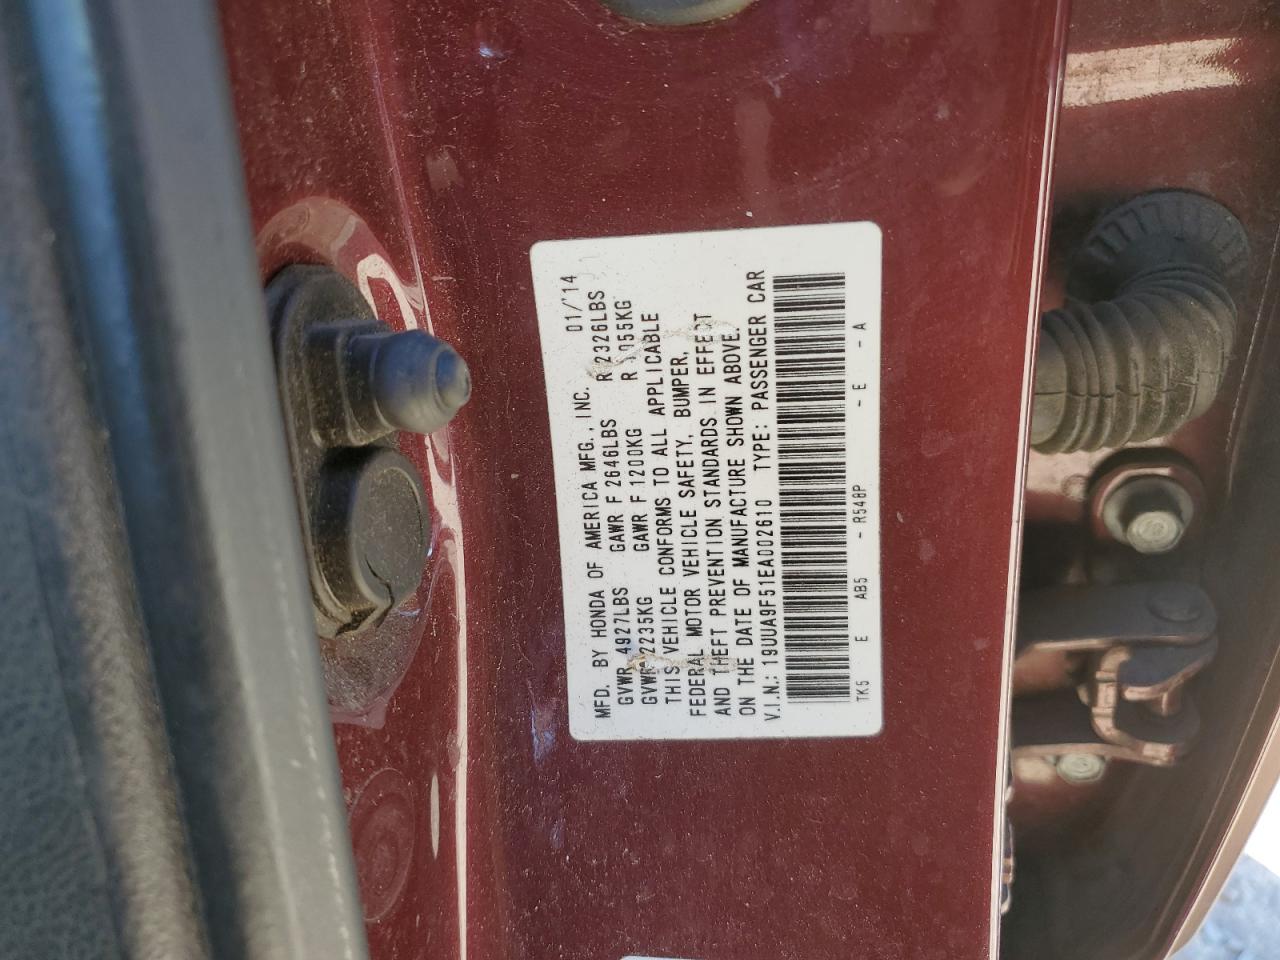 MFD. BY HONDA OF AMERICA MFG., INC. 01/'14
GVWR 4927LBS GAWR F 2646LBS R 2326LBS
GVWR 2235KG GAWR F 1200KG R 1055KG
THIS VEHICLE CONFORMS TO ALL APPLICABLE
FEDERAL MOTOR VEHICLE SAFETY, BUMPER,
AND THEFT PREVENTION STANDARDS IN EFFECT
ON THE DATE OF MANUFACTURE SHOWN ABOVE.
V.I.N.: 19UUA9F51EA002610 TYPE: PASSENGER CAR
TK5 E AB5 - R548P - E - A